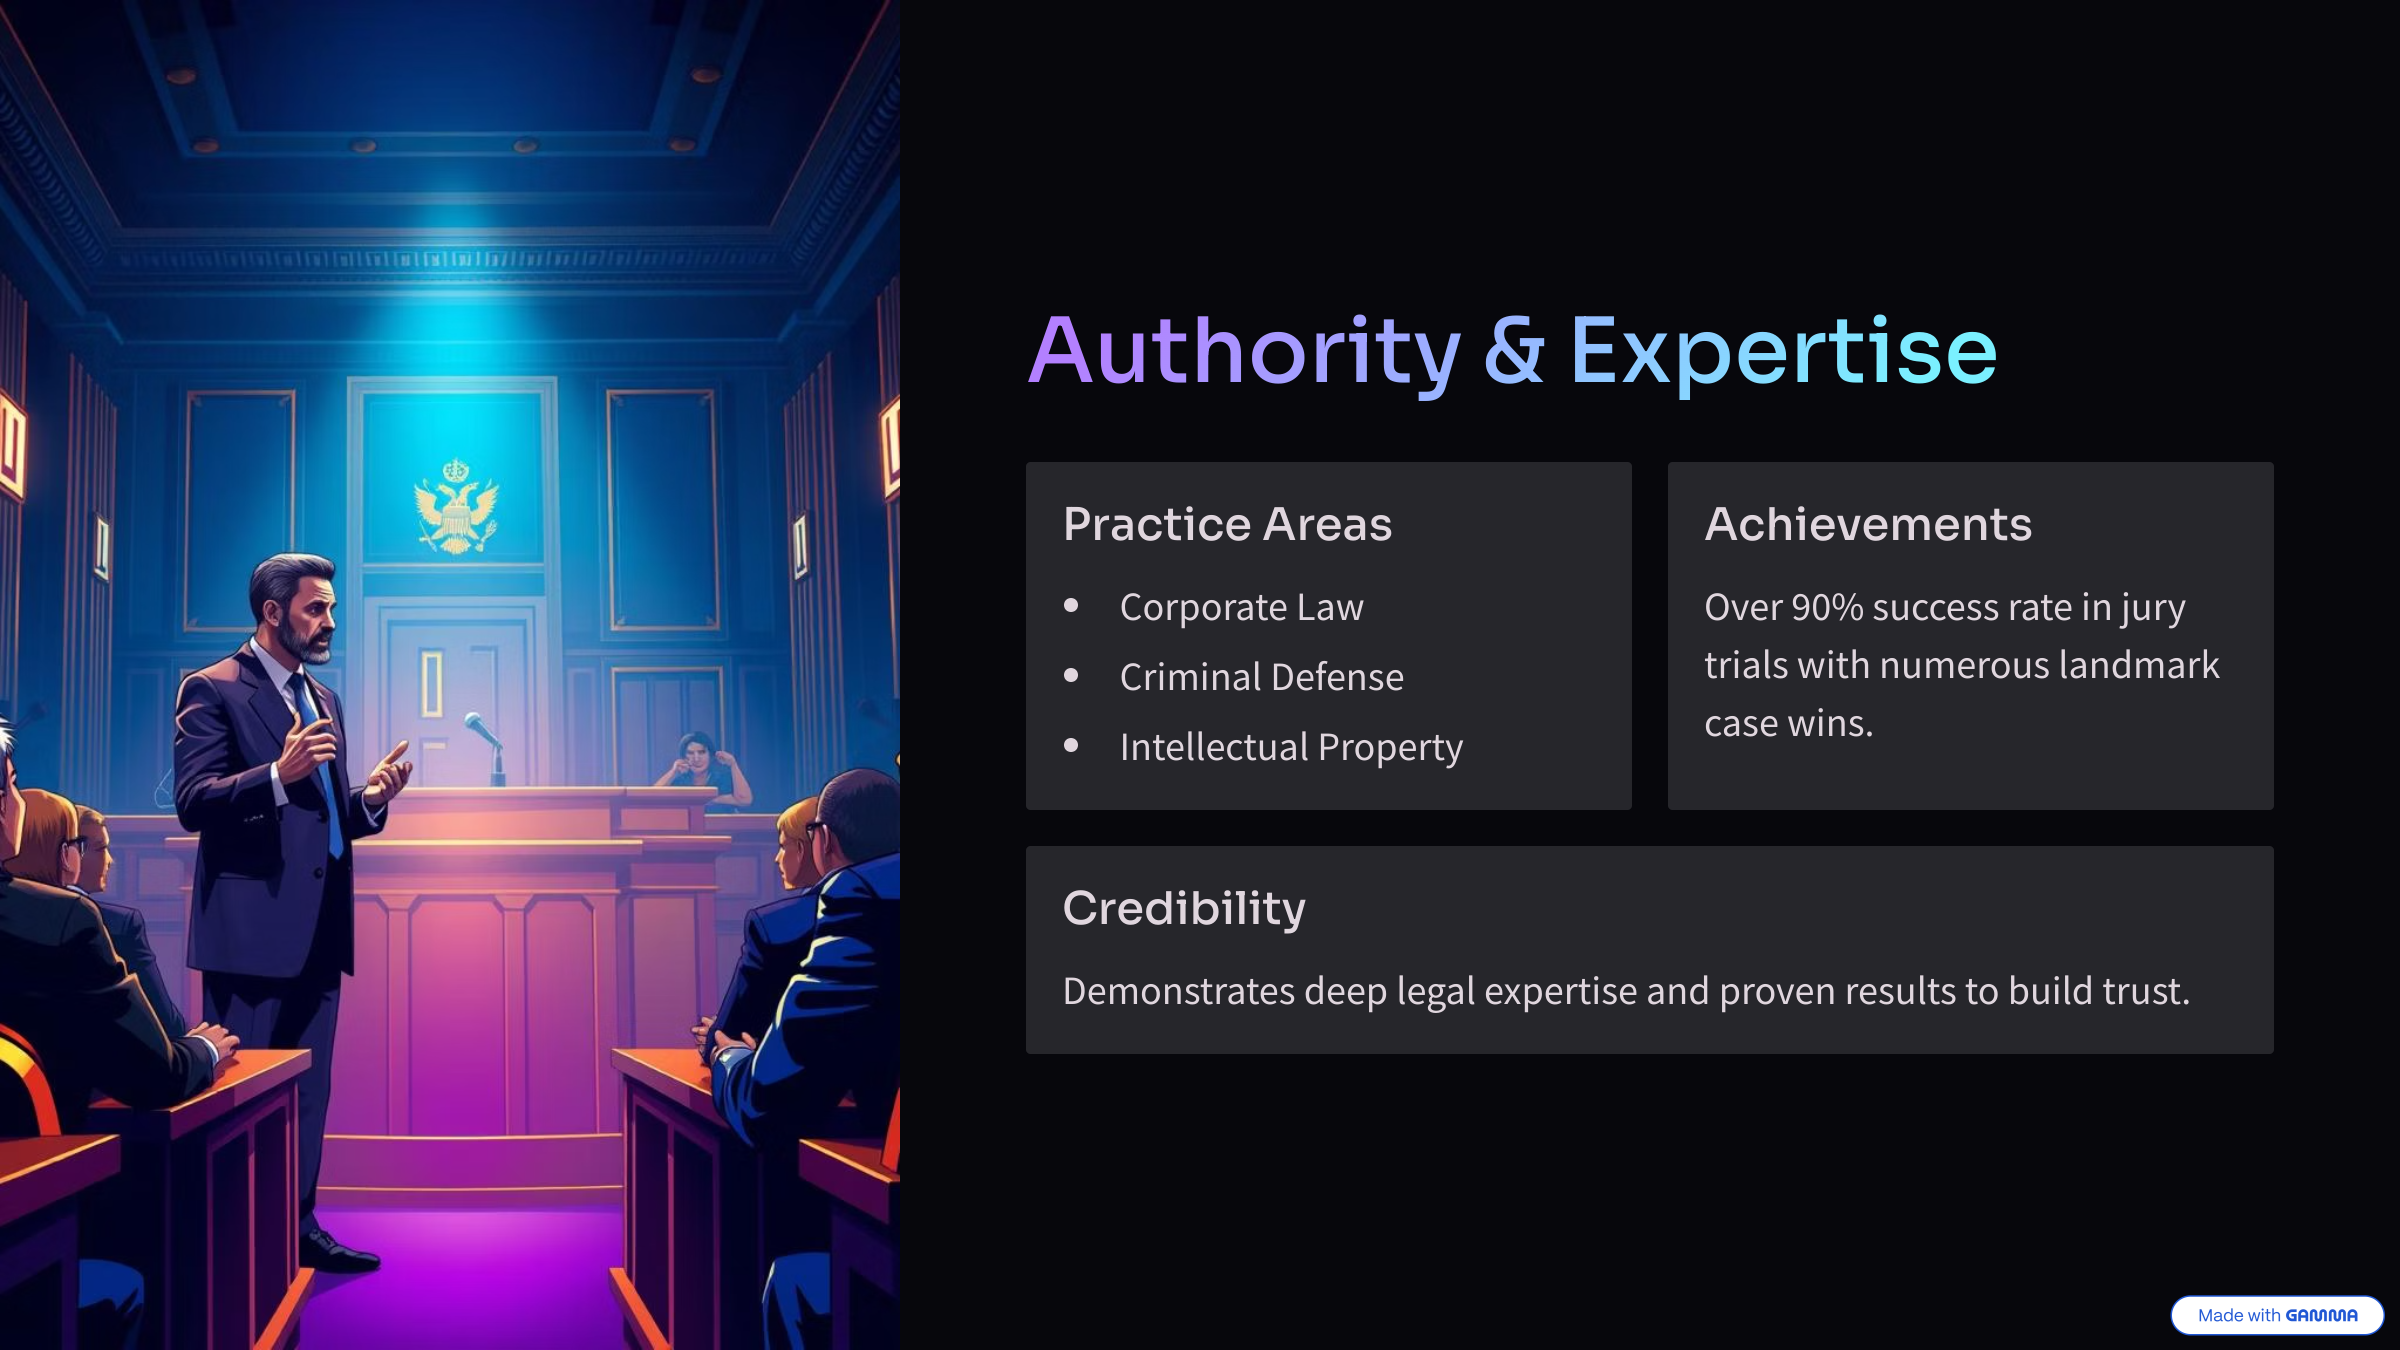 Authority & Expertise
Practice Areas
• Corporate Law
• Criminal Defense
• Intellectual Property
Achievements
Over 90% success rate in jury
trials with numerous landmark
case wins.
Credibility
Demonstrates deep legal expertise and proven results to build trust.
Made with GAMMA